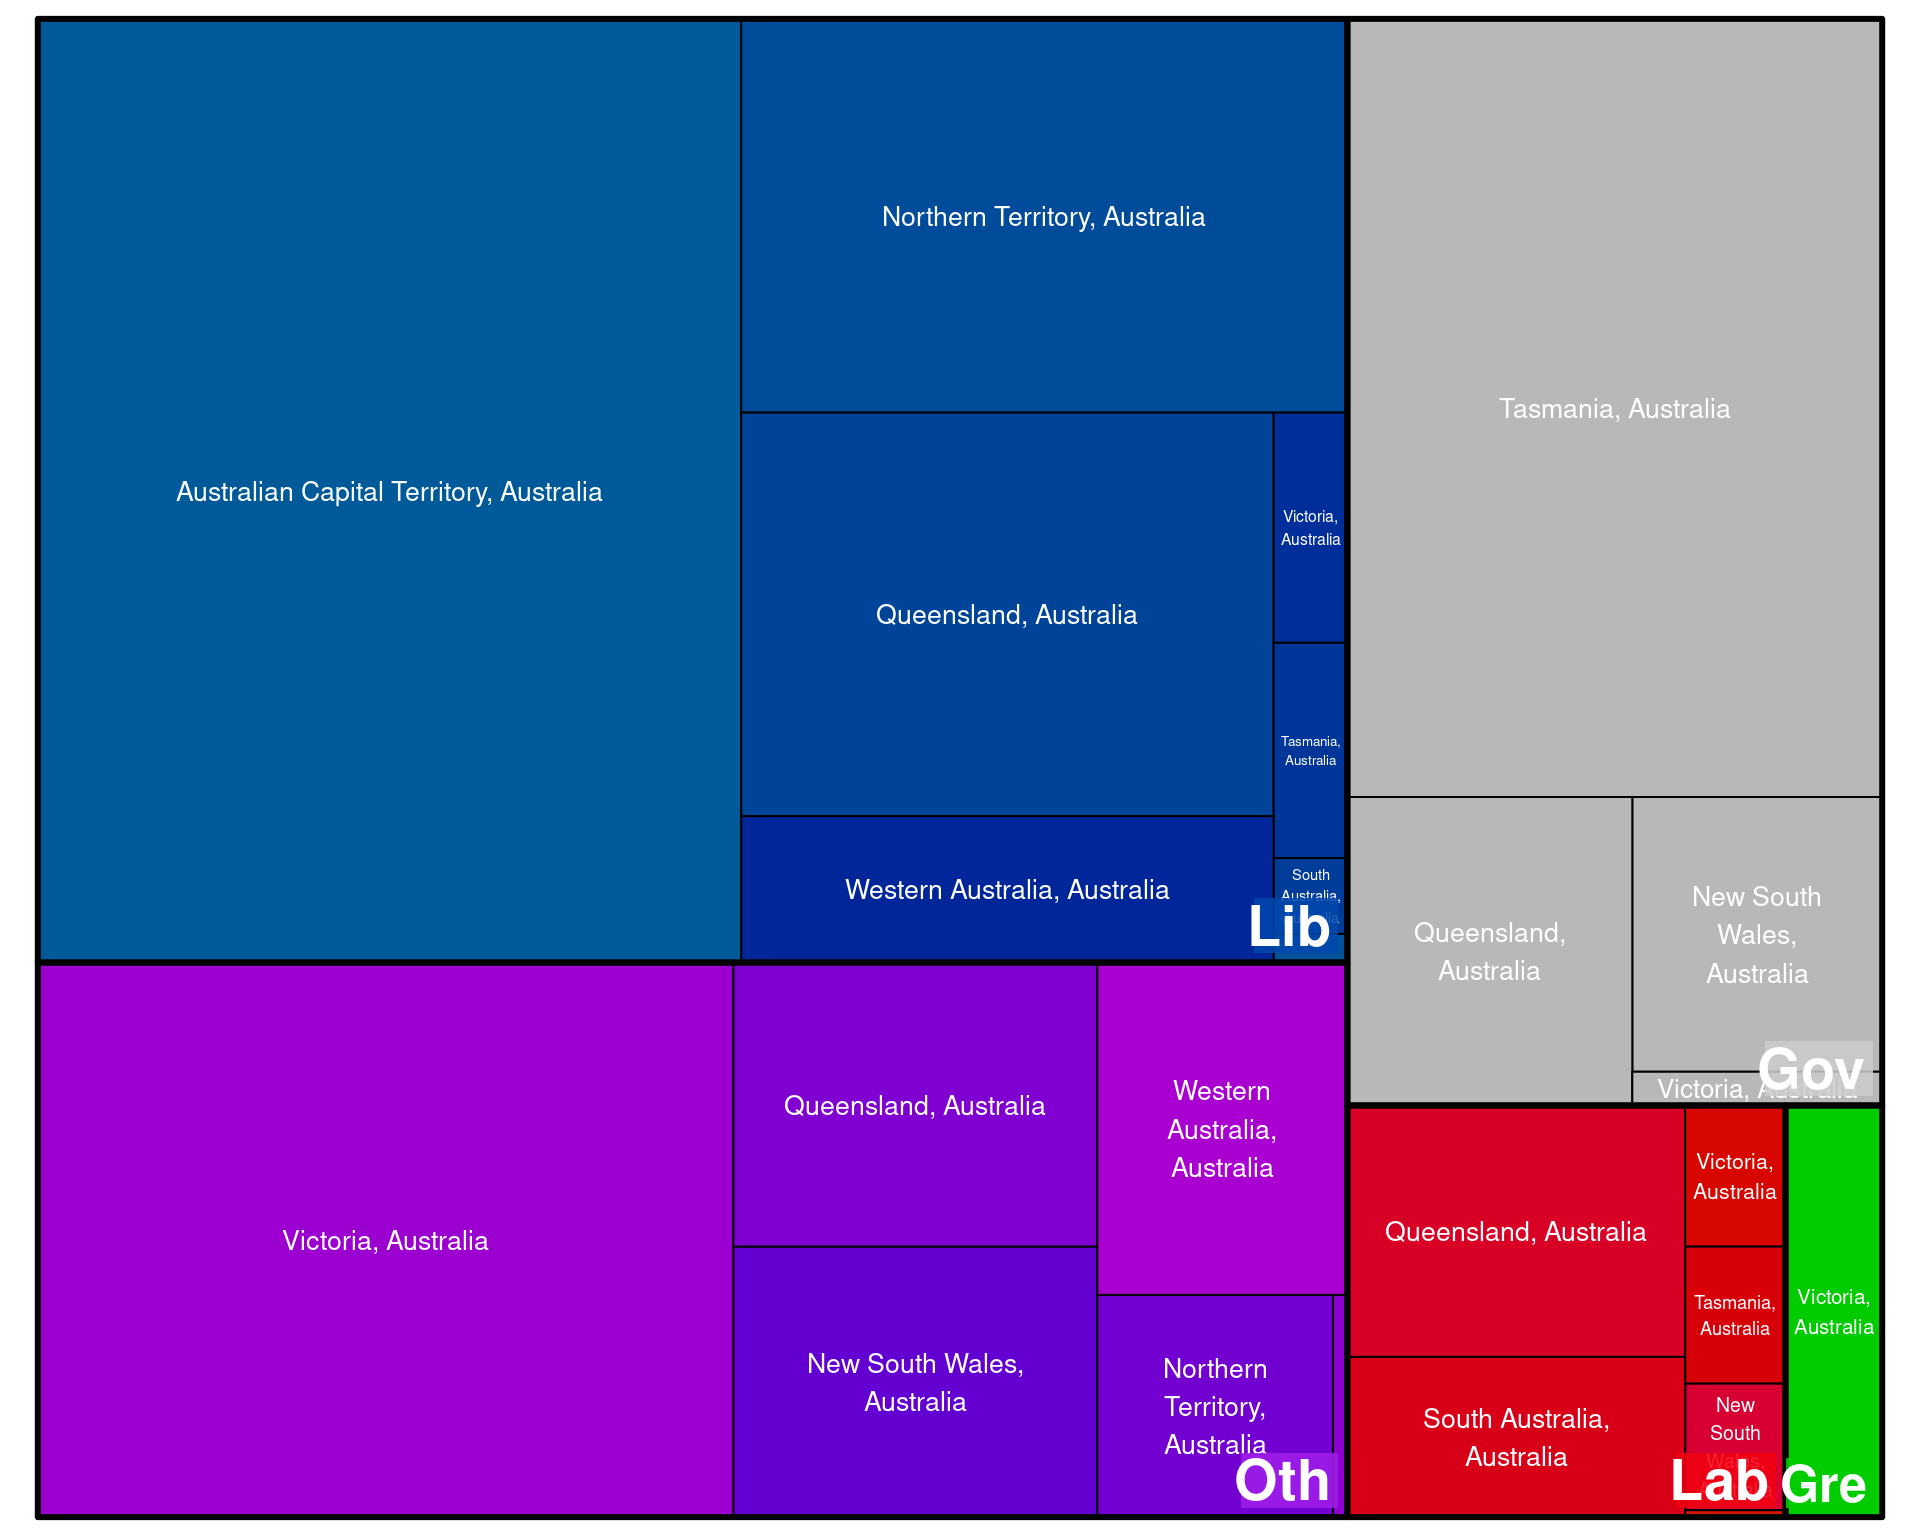 Australian Capital Territory, Australia
Northern Territory, Australia
Queensland, Australia
Victoria,
Australia
Tasmania,
Australia
South
Australia,
Western Australia, Australia
Lib
Tasmania, Australia
Queensland,
Australia
New South
Wales,
Australia
Victoria, Australia
Gov
Victoria, Australia
Queensland, Australia
New South Wales,
Australia
Western
Australia,
Australia
Northern
Territory,
Australia
Oth
Queensland, Australia
South Australia,
Australia
Victoria,
Australia
Tasmania,
Australia
New
South
Wales,
Lab
Victoria,
Australia
Gre